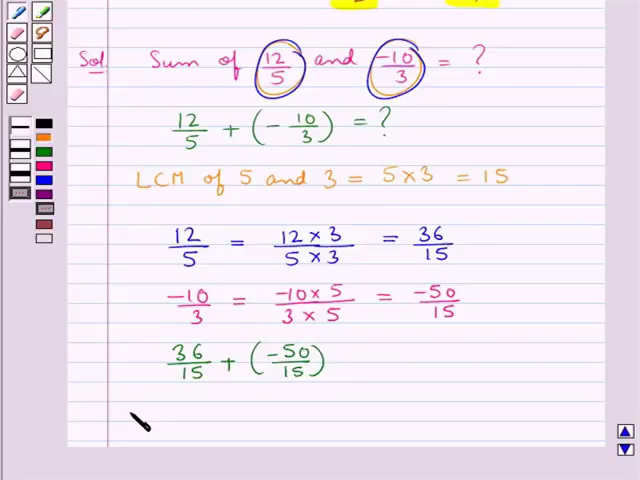 Sol Sum of 12/5 and -10/3 = ?
12/5 + (-10/3) = ?
LCM of 5 and 3 = 5×3 = 15
12/5 = 12×3/5×3 = 36/15
-10/3 = -10×5/3×5 = -50/15
36/15 + (-50/15)